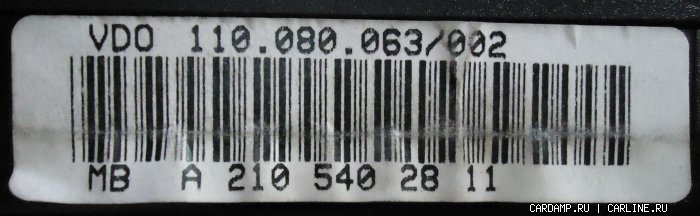 VDO 110.080.063/002
MB A 210 540 28 11
CARDAMP.RU | CARLINE.RU